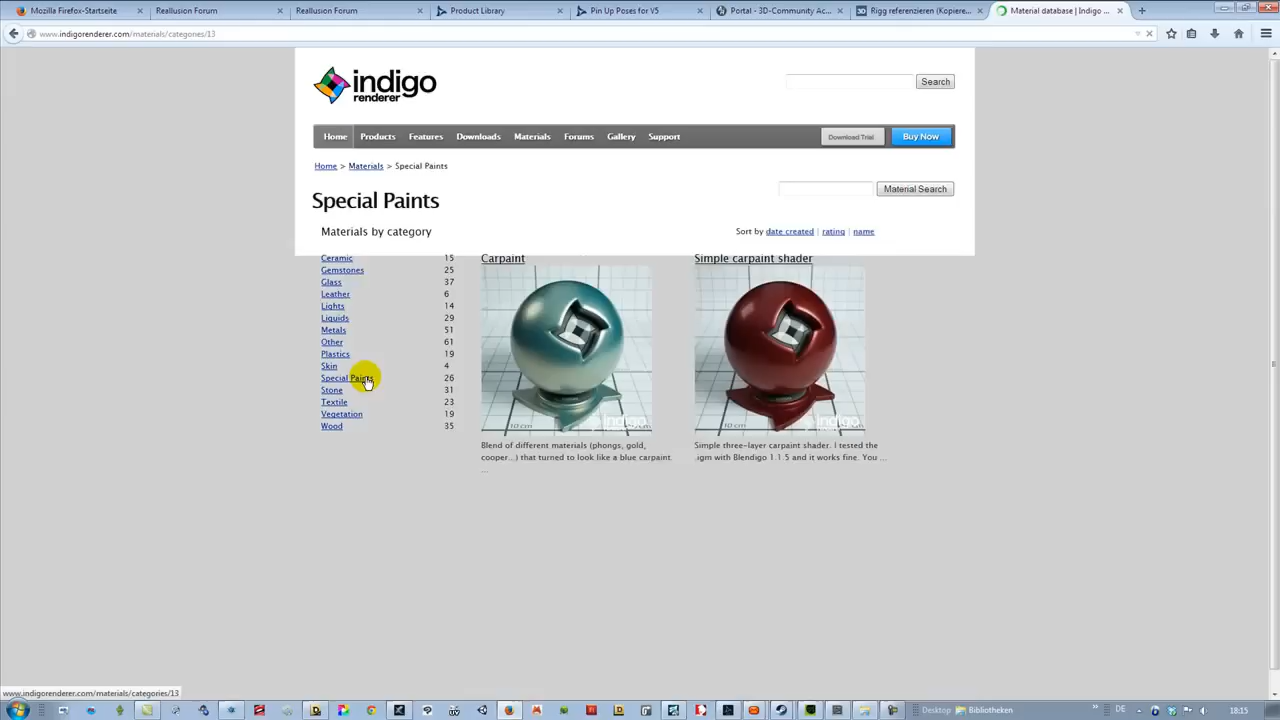 Mozilla Firefox-Startseite
Reallusion Forum
Reallusion Forum
Product Library
Pin Up Poses for V5
Portal - 3D-Community Ac...
Rigg referenzieren (Kopiere...
Material database | Indigo ...
www.indigorenderer.com/materials/categories/13
indigo
renderer
Search
Home Products Features Downloads Materials Forums Gallery Support
Download Trial
Buy Now
Home > Materials > Special Paints
Special Paints
Material Search
Materials by category
Sort by date created | rating | name
Ceramic 15
Gemstones 25
Glass 37
Leather 6
Lights 14
Liquids 29
Metals 51
Other 61
Plastics 19
Skin 4
Special Paints 26
Stone 31
Textile 23
Vegetation 19
Wood 35
Carpaint
10 cm
indigo
Blend of different materials (phongs, gold,
cooper...) that turned to look like a blue carpaint.
...
Simple carpaint shader
10 cm
indigo
Simple three-layer carpaint shader. I tested the
.igm with Blendigo 1.1.5 and it works fine. You ...
www.indigorenderer.com/materials/categories/13
Desktop
Bibliotheken
DE
18:15